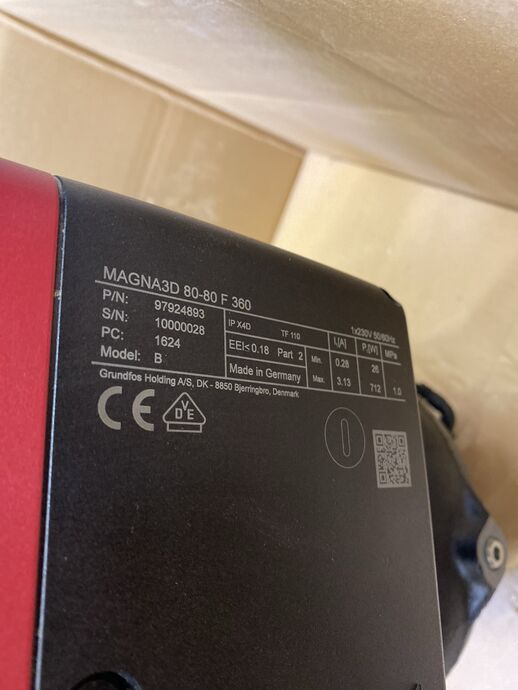 MAGNA3D 80-80 F 360
P/N: 97924893
S/N: 10000028
PC: 1624
Model: B
IP X4D TF 110 1x230V 50/60Hz
EEI≤0.18 Part 2
Made in Germany
I₁[A] P₁[W] MPa
Min. 0.28 26
Max. 3.13 712 1.0
Grundfos Holding A/S, DK - 8850 Bjerringbro, Denmark
CE
VDE